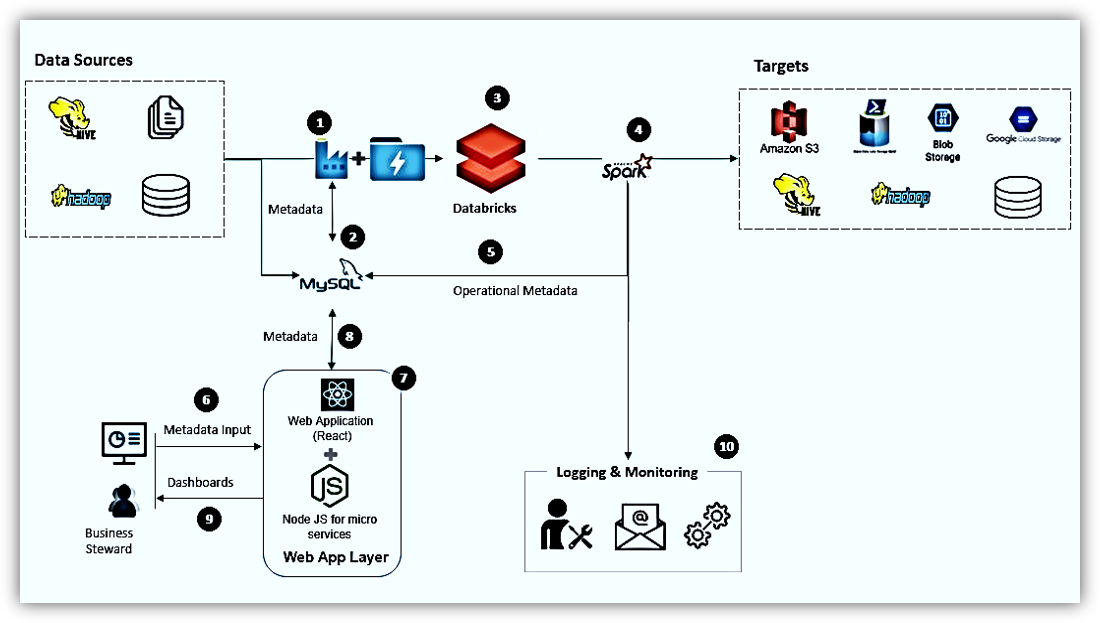 Data Sources
HIVE
hadoop
1
+
Metadata
2
MySQL
3
Databricks
4
APACHE
Spark
5
Operational Metadata
Targets
Amazon S3
Blob
Storage
Google Cloud Storage
HIVE
hadoop
Metadata
8
7
Web Application
(React)
+
JS
Node JS for micro
services
Web App Layer
6
Metadata Input
Dashboards
9
Business
Steward
10
Logging & Monitoring
@